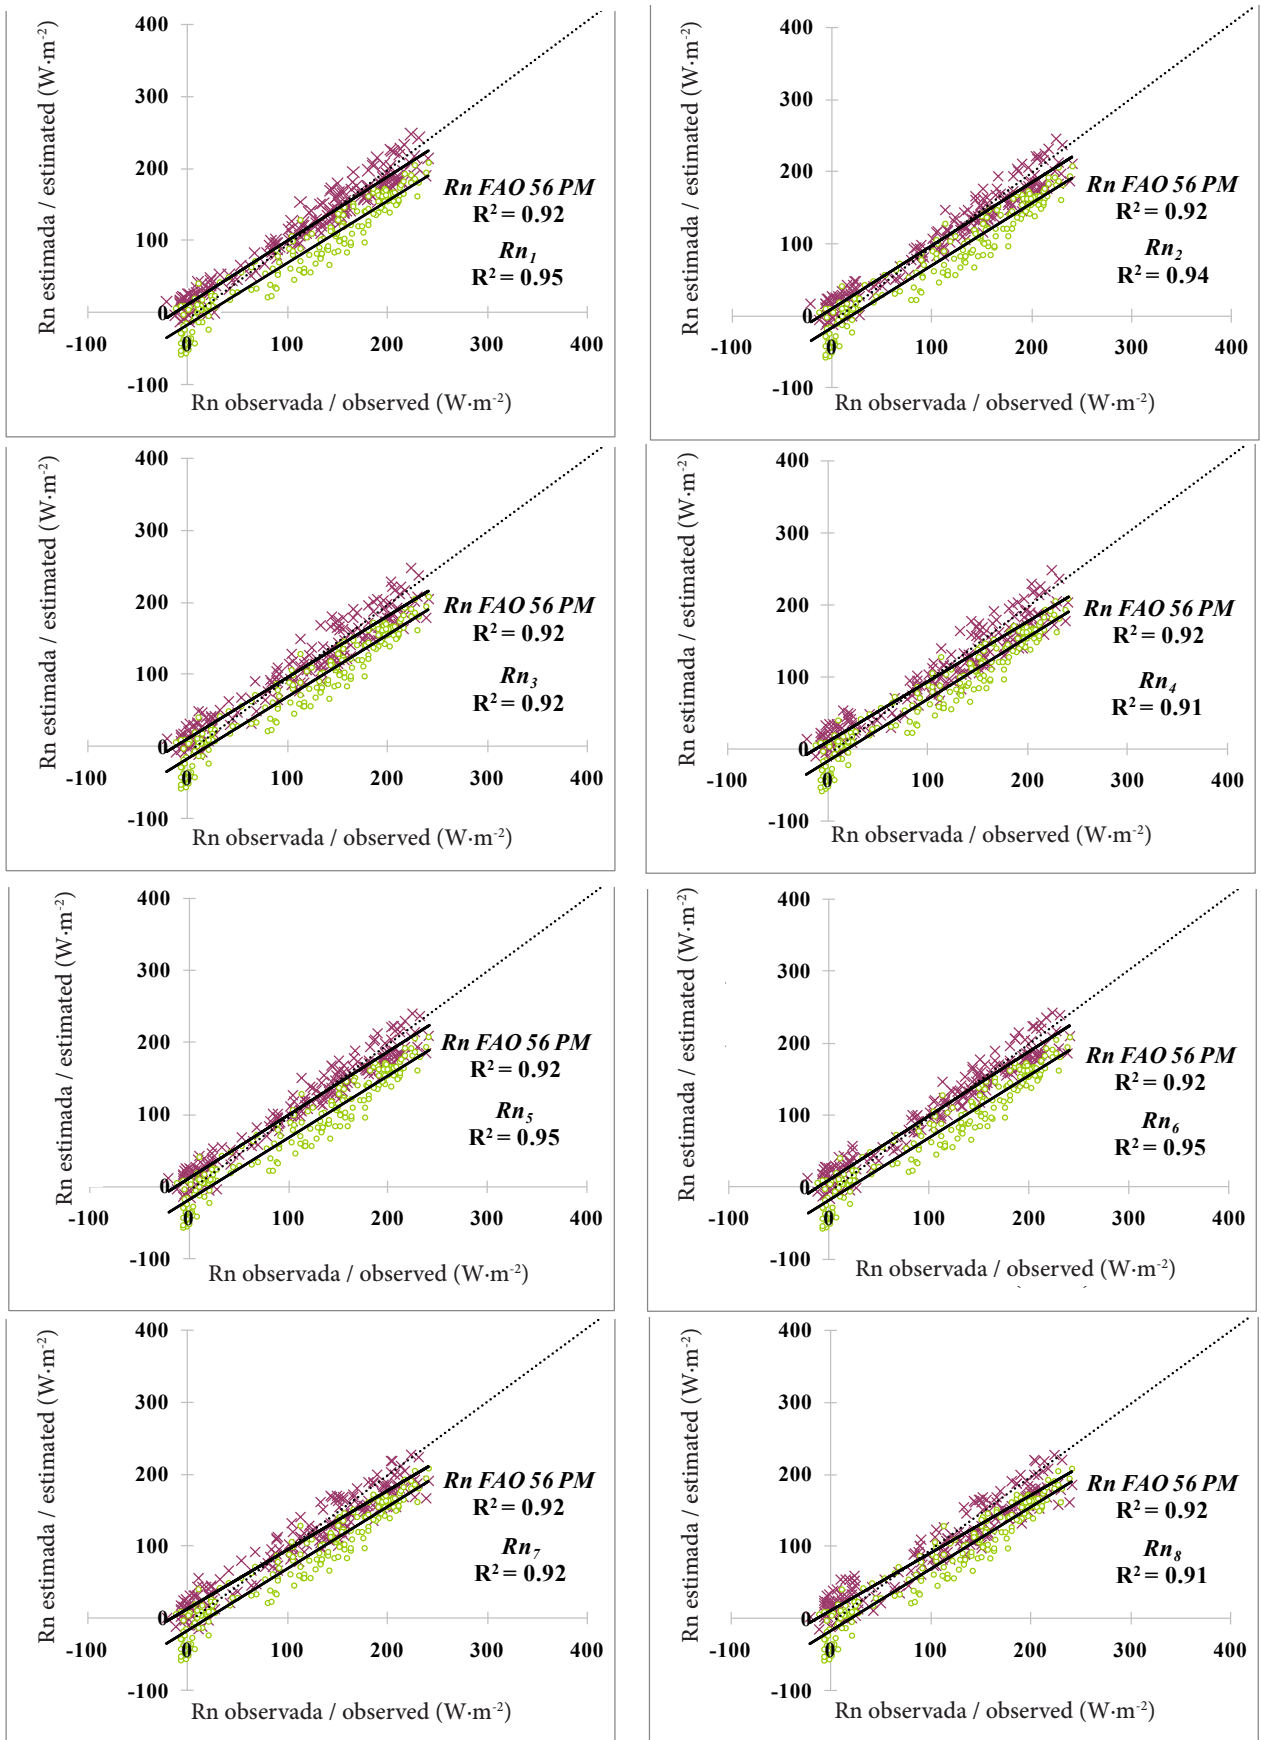 Rn estimada / estimated (W·m-2)
400
300
200
100
0
-100
-100 0 100 200 300 400
Rn FAO 56 PM
R2 = 0.92
Rn1
R2 = 0.95
Rn observada / observed (W·m-2)
Rn estimada / estimated (W·m-2)
400
300
200
100
0
-100
-100 0 100 200 300 400
Rn FAO 56 PM
R2 = 0.92
Rn2
R2 = 0.94
Rn observada / observed (W·m-2)
Rn estimada / estimated (W·m-2)
400
300
200
100
0
-100
-100 0 100 200 300 400
Rn FAO 56 PM
R2 = 0.92
Rn3
R2 = 0.92
Rn observada / observed (W·m-2)
Rn estimada / estimated (W·m-2)
400
300
200
100
0
-100
-100 0 100 200 300 400
Rn FAO 56 PM
R2 = 0.92
Rn4
R2 = 0.91
Rn observada / observed (W·m-2)
Rn estimada / estimated (W·m-2)
400
300
200
100
0
-100
-100 0 100 200 300 400
Rn FAO 56 PM
R2 = 0.92
Rn5
R2 = 0.95
Rn observada / observed (W·m-2)
Rn estimada / estimated (W·m-2)
400
300
200
100
0
-100
-100 0 100 200 300 400
Rn FAO 56 PM
R2 = 0.92
Rn6
R2 = 0.95
Rn observada / observed (W·m-2)
Rn estimada / estimated (W·m-2)
400
300
200
100
0
-100
-100 0 100 200 300 400
Rn FAO 56 PM
R2 = 0.92
Rn7
R2 = 0.92
Rn observada / observed (W·m-2)
Rn estimada / estimated (W·m-2)
400
300
200
100
0
-100
-100 0 100 200 300 400
Rn FAO 56 PM
R2 = 0.92
Rn8
R2 = 0.91
Rn observada / observed (W·m-2)